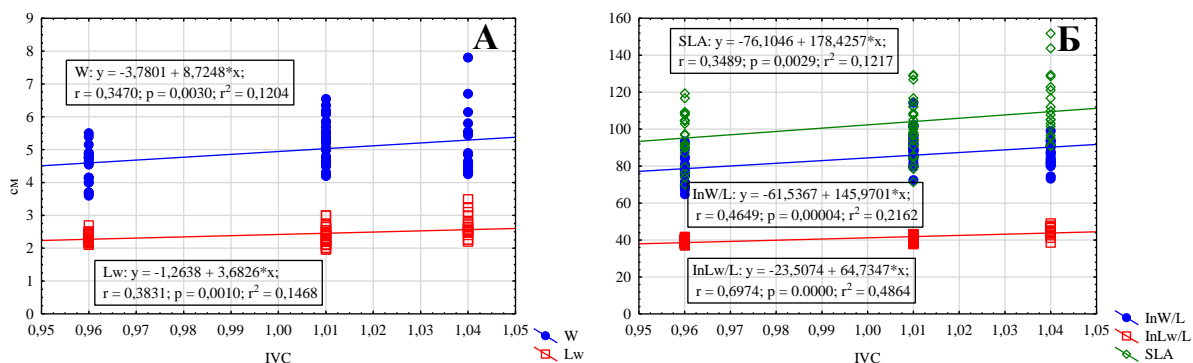 А
см
9
8
7
6
5
4
3
2
1
0
W: y = -3,7801 + 8,7248*x;
r = 0,3470; p = 0,0030; r² = 0,1204
Lw: y = -1,2638 + 3,6826*x;
r = 0,3831; p = 0,0010; r² = 0,1468
0,95 0,96 0,97 0,98 0,99 1,00 1,01 1,02 1,03 1,04 1,05
IVC
W
Lw
Б
160
140
120
100
80
60
40
20
0
SLA: y = -76,1046 + 178,4257*x;
r = 0,3489; p = 0,0029; r² = 0,1217
InW/L: y = -61,5367 + 145,9701*x;
r = 0,4649; p = 0,00004; r² = 0,2162
InLw/L: y = -23,5074 + 64,7347*x;
r = 0,6974; p = 0,0000; r² = 0,4864
0,95 0,96 0,97 0,98 0,99 1,00 1,01 1,02 1,03 1,04 1,05
IVC
InW/L
InLw/L
SLA